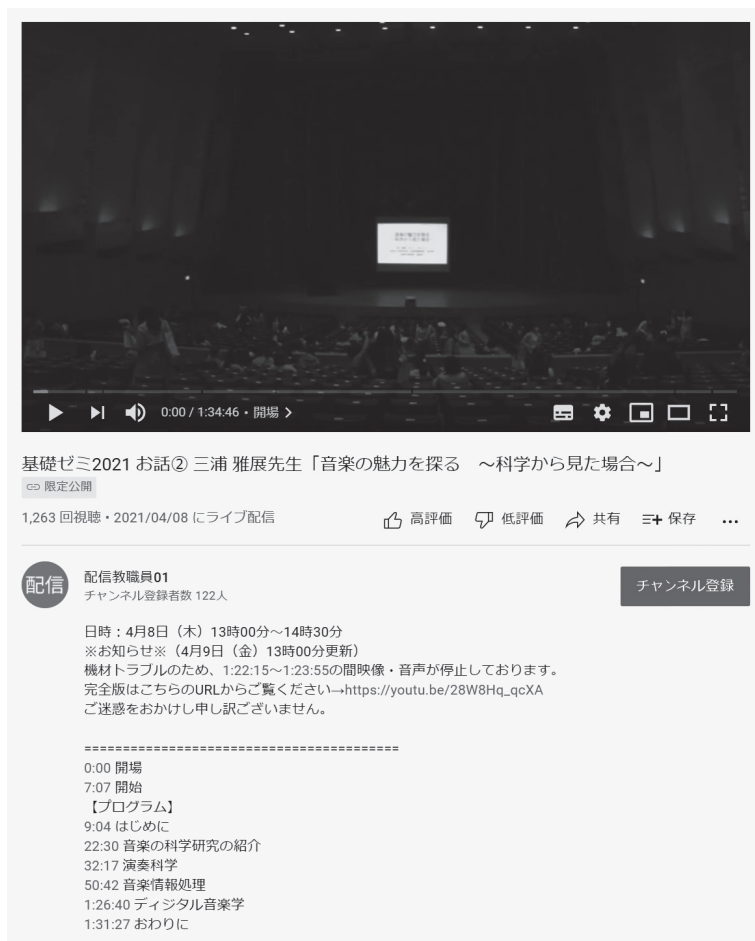 0:00 / 1:34:46・開場
基礎ゼミ2021 お話② 三浦 雅展先生「音楽の魅力を探る　～科学から見た場合～」
限定公開
1,263 回視聴・2021/04/08 にライブ配信
高評価 低評価 共有 保存
配信
配信教職員01
チャンネル登録者数 122人
チャンネル登録
日時：4月8日（木）13時00分～14時30分
※お知らせ※（4月9日（金）13時00分更新）
機材トラブルのため、1:22:15～1:23:55の間映像・音声が停止しております。
完全版はこちらのURLからご覧ください→https://youtu.be/28W8Hq_qcXA
ご迷惑をおかけし申し訳ございません。
=========================================
0:00 開場
7:07 開始
【プログラム】
9:04 はじめに
22:30 音楽の科学研究の紹介
32:17 演奏科学
50:42 音楽情報処理
1:26:40 ディジタル音楽学
1:31:27 おわりに